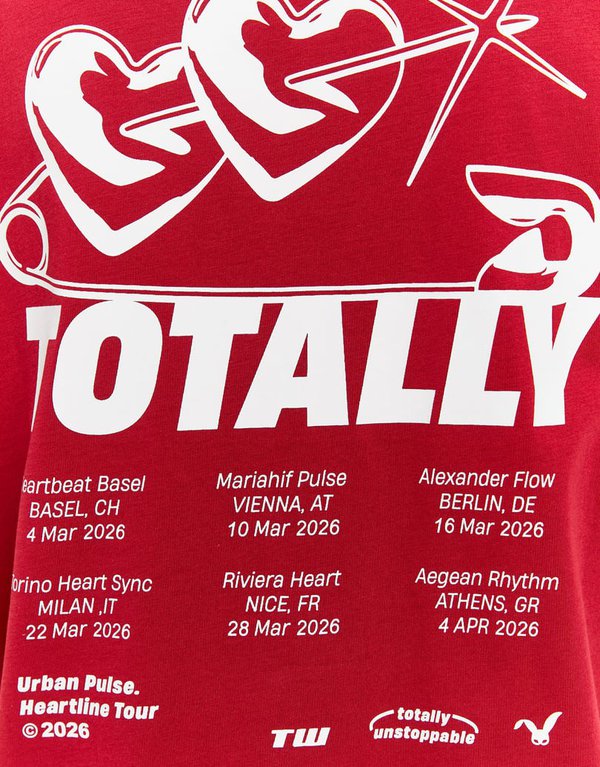 TOTALLY
eartbeat Basel
BASEL, CH
4 Mar 2026
Mariahif Pulse
VIENNA, AT
10 Mar 2026
Alexander Flow
BERLIN, DE
16 Mar 2026
orino Heart Sync
MILAN ,IT
22 Mar 2026
Riviera Heart
NICE, FR
28 Mar 2026
Aegean Rhythm
ATHENS, GR
4 APR 2026
Urban Pulse.
Heartline Tour
© 2026
TW
totally
unstoppable